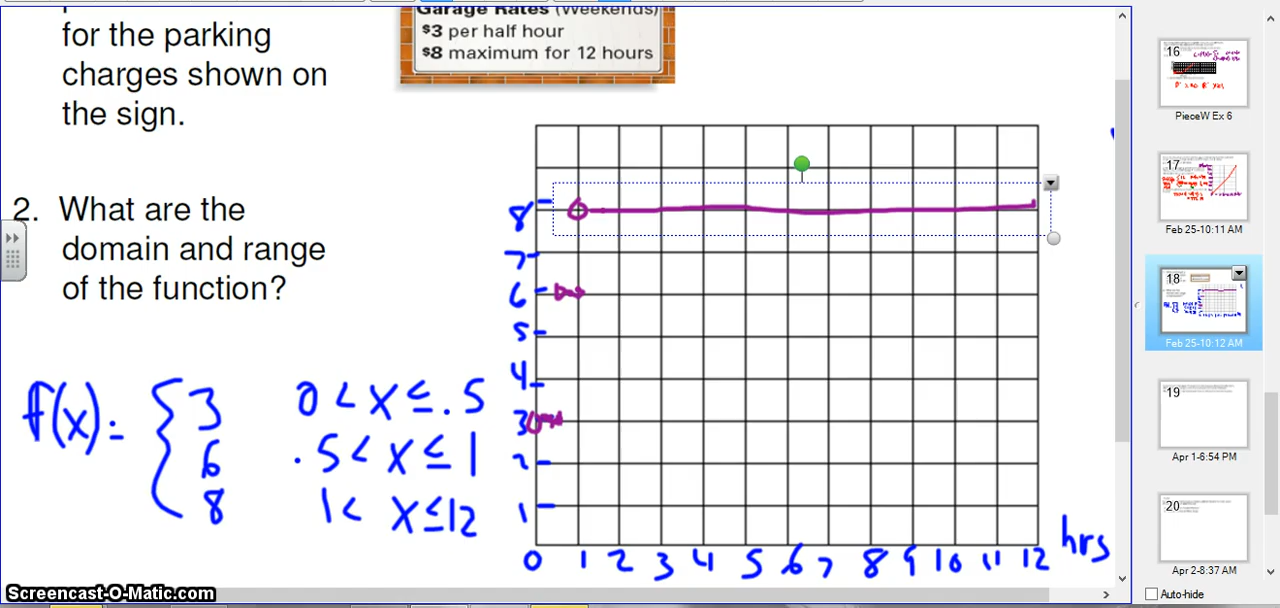 for the parking
charges shown on
the sign.
Garage Rates (Weekends)
$3 per half hour
$8 maximum for 12 hours
2. What are the
domain and range
of the function?
f(x)= { 3 0 < x ≤ .5
6 .5 < x ≤ 1
8 1 < x ≤ 12
8
7
6
5
4
3
2
1
0 1 2 3 4 5 6 7 8 9 10 11 12 hrs
16
PieceW Ex 6
17
Feb 25-10:11 AM
18
Feb 25-10:12 AM
19
Apr 1-6:54 PM
20
Apr 2-8:37 AM
Auto-hide
Screencast-O-Matic.com